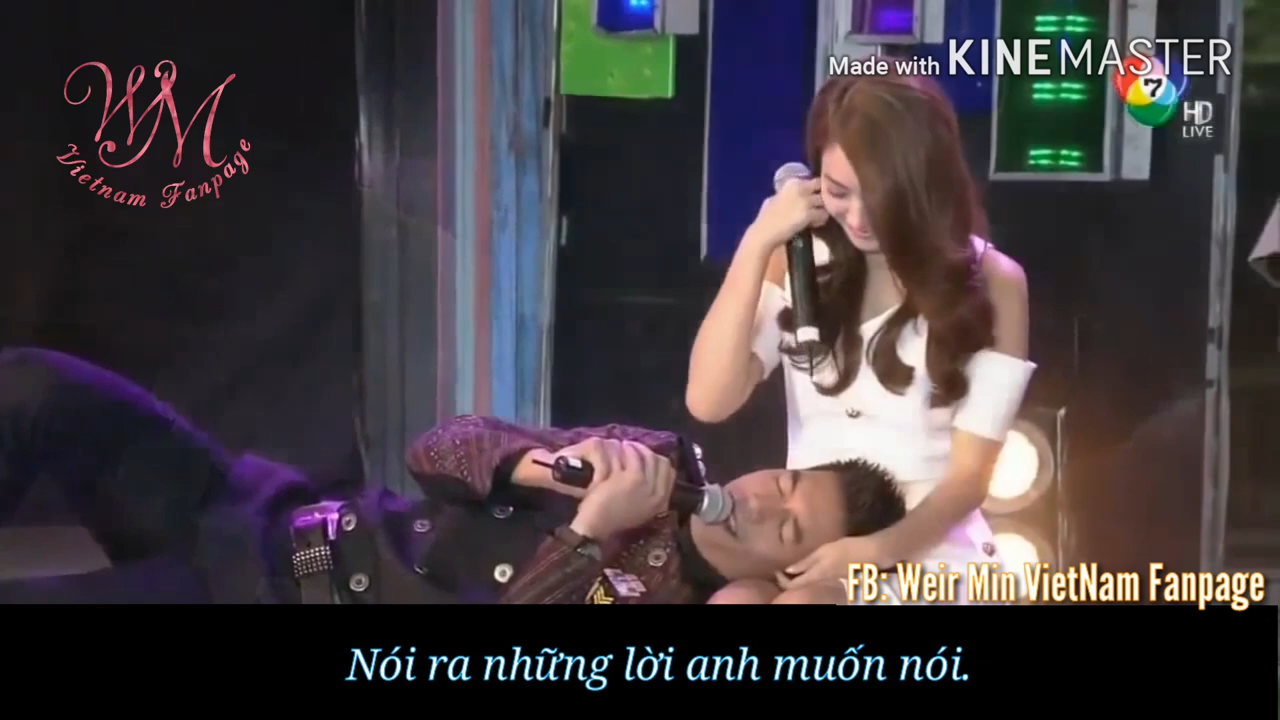 WM
Vietnam Fanpage
Made with KINEMASTER
7
HD
LIVE
FB: Weir Min VietNam Fanpage
Nói ra những lời anh muốn nói.